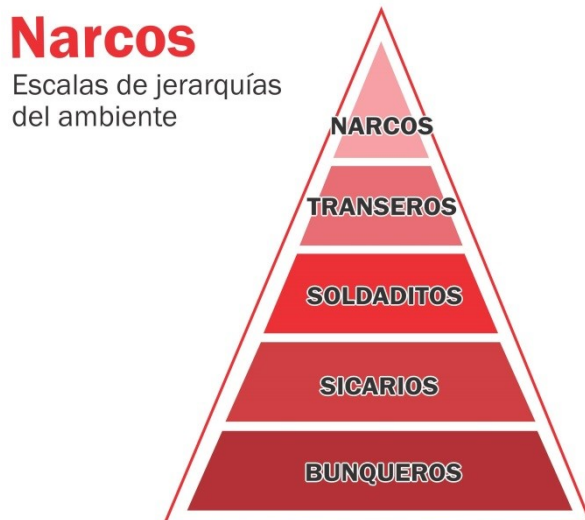 Narcos
Escalas de jerarquías
del ambiente
NARCOS
TRANSEROS
SOLDADITOS
SICARIOS
BUNQUEROS